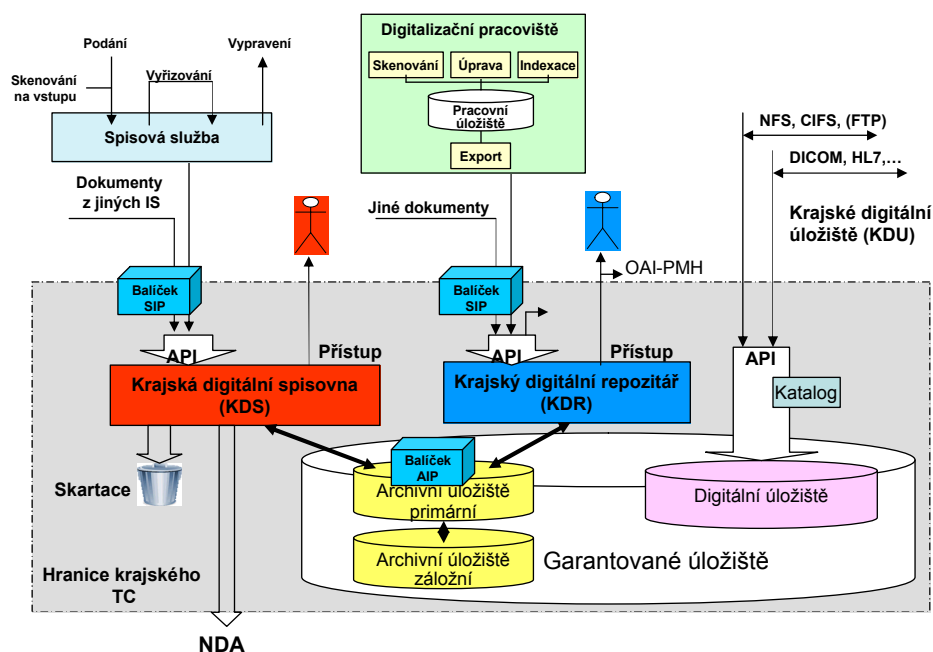 Podání
Vypravení
Skenování
na vstupu
Vyřizování
Spisová služba
Digitalizační pracoviště
Skenování
Úprava
Indexace
Pracovní
úložiště
Export
NFS, CIFS, (FTP)
DICOM, HL7,...
Krajské digitální
úložiště (KDU)
Dokumenty
z jiných IS
Jiné dokumenty
OAI-PMH
Balíček
SIP
Balíček
SIP
API
Přístup
API
Přístup
API
Krajská digitální spisovna
(KDS)
Krajský digitální repozitář
(KDR)
Katalog
Skartace
Balíček
AIP
Archivní úložiště
primární
Digitální úložiště
Archivní úložiště
záložní
Garantované úložiště
Hranice krajského
TC
NDA